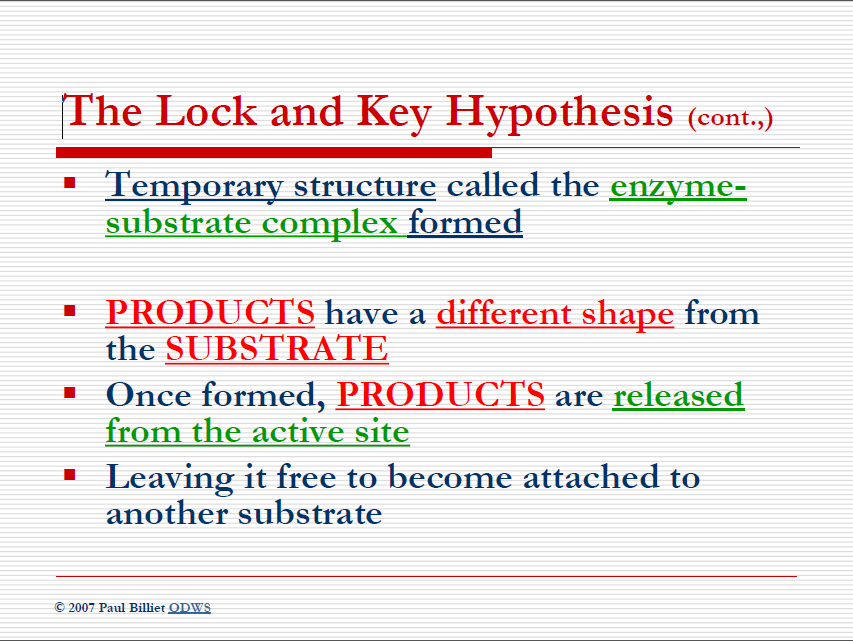 The Lock and Key Hypothesis (cont.,)
Temporary structure called the enzyme-
substrate complex formed
PRODUCTS have a different shape from
the SUBSTRATE
Once formed, PRODUCTS are released
from the active site
Leaving it free to become attached to
another substrate
© 2007 Paul Billiet ODWS